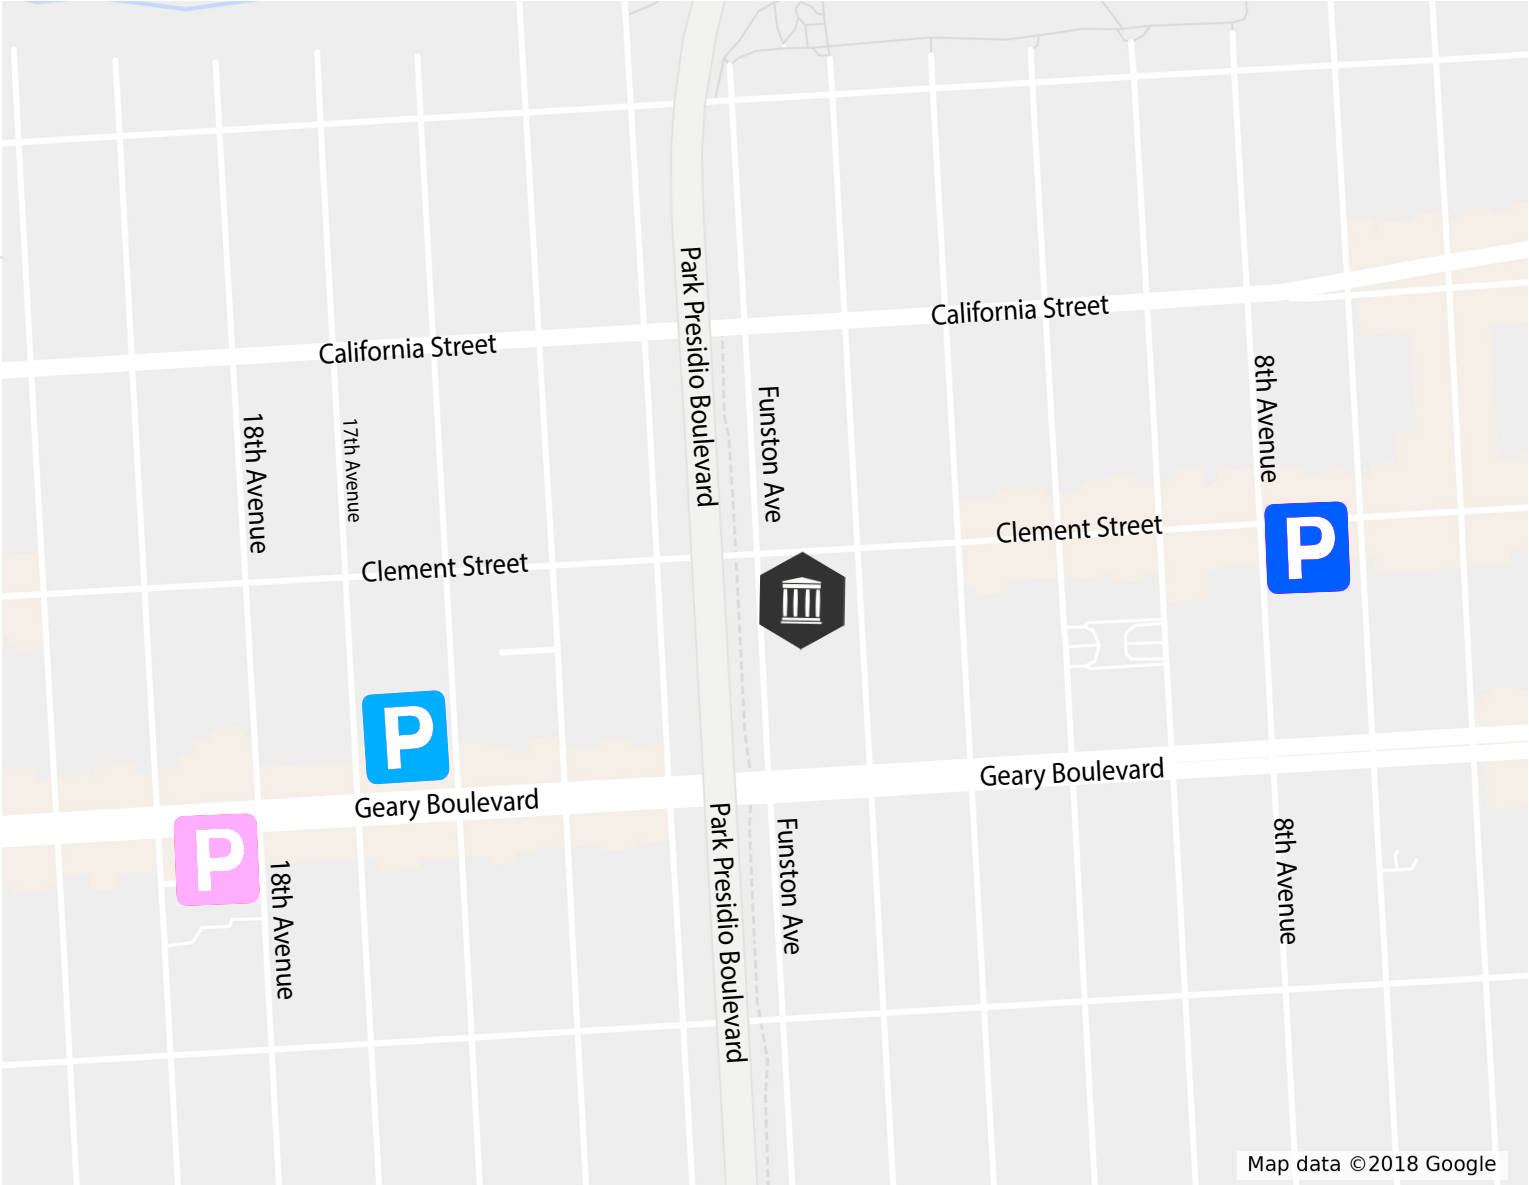 Park Presidio Boulevard
California Street
California Street
8th Avenue
Funston Ave
18th Avenue
17th Avenue
Clement Street
Clement Street
P
P
Geary Boulevard
Geary Boulevard
P
18th Avenue
Park Presidio Boulevard
Funston Ave
8th Avenue
Map data ©2018 Google